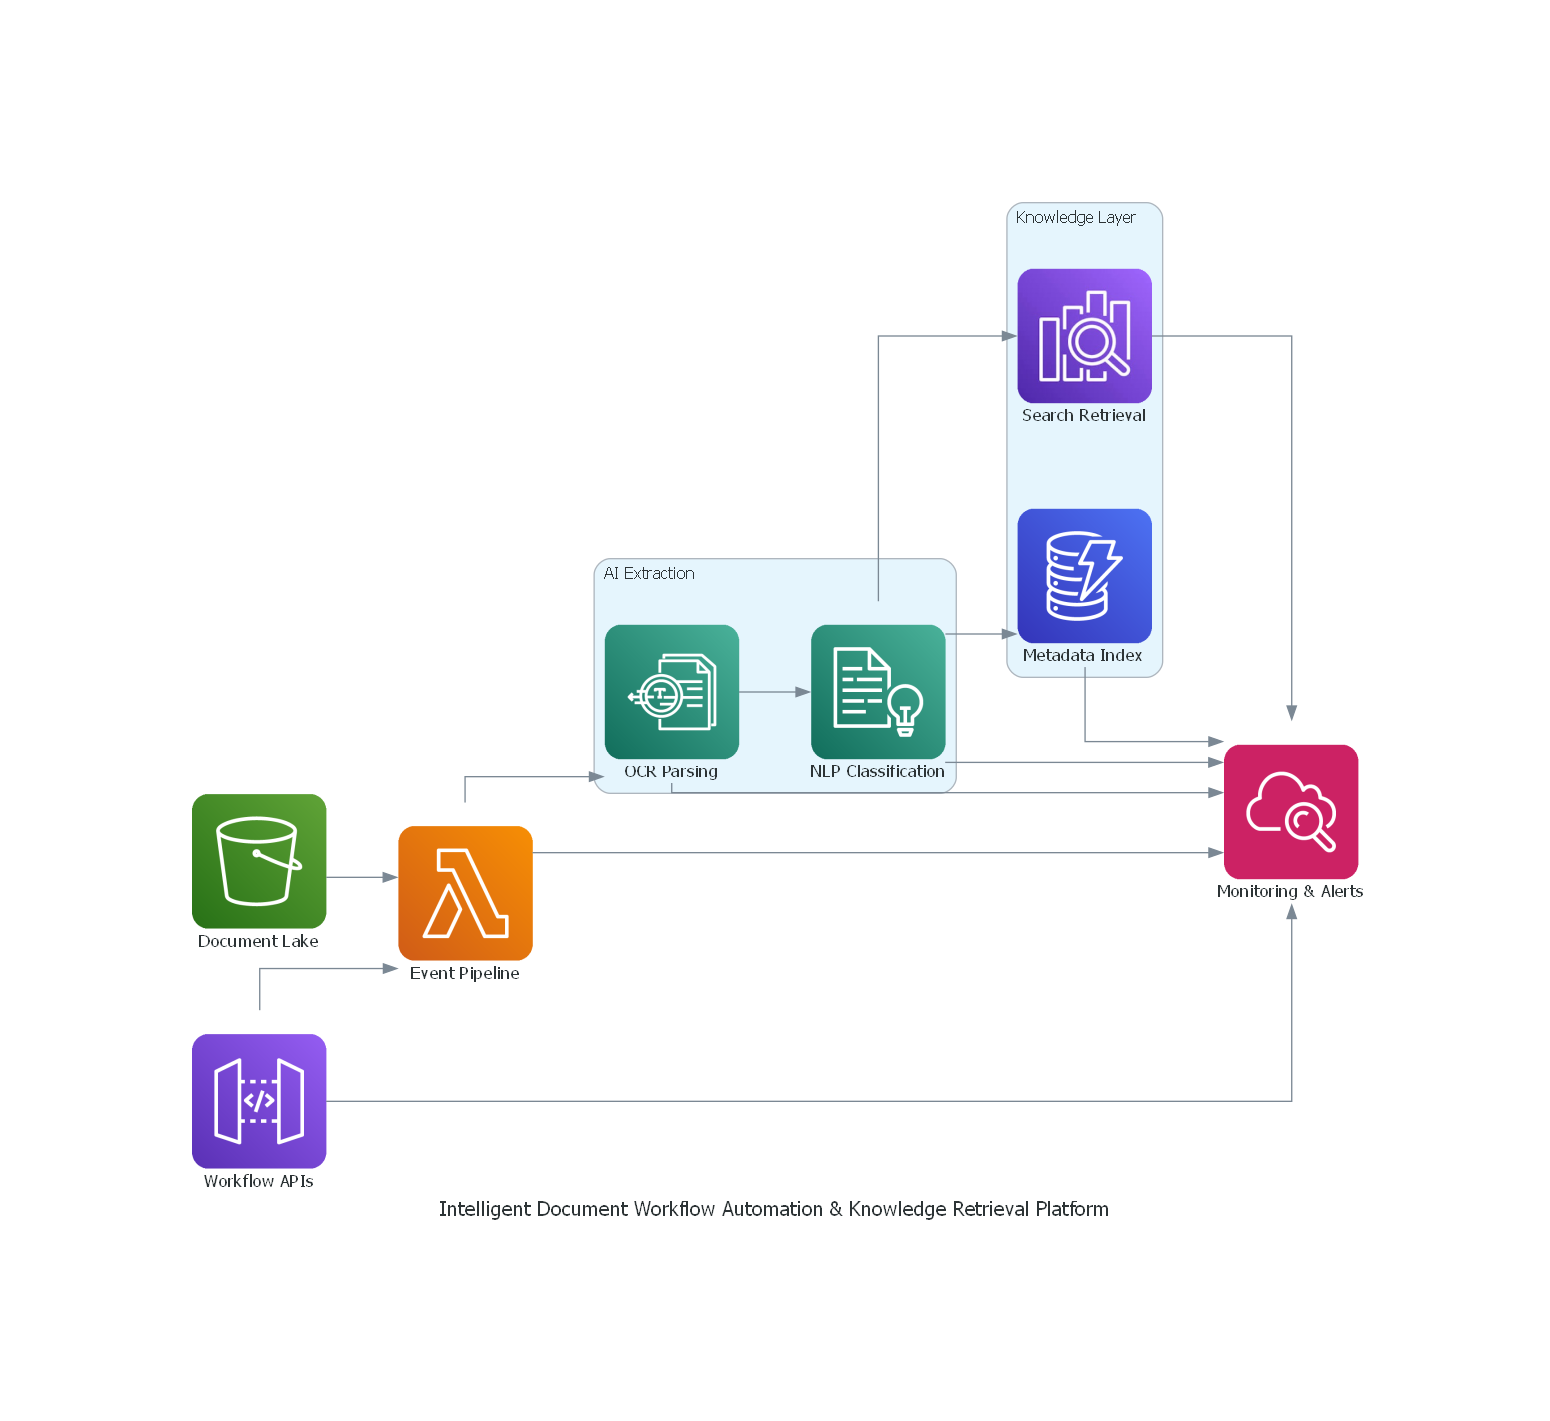 Knowledge Layer
Search Retrieval
AI Extraction
Metadata Index
OCR Parsing
NLP Classification
Monitoring & Alerts
Document Lake
Event Pipeline
</>
Workflow APIs
Intelligent Document Workflow Automation & Knowledge Retrieval Platform